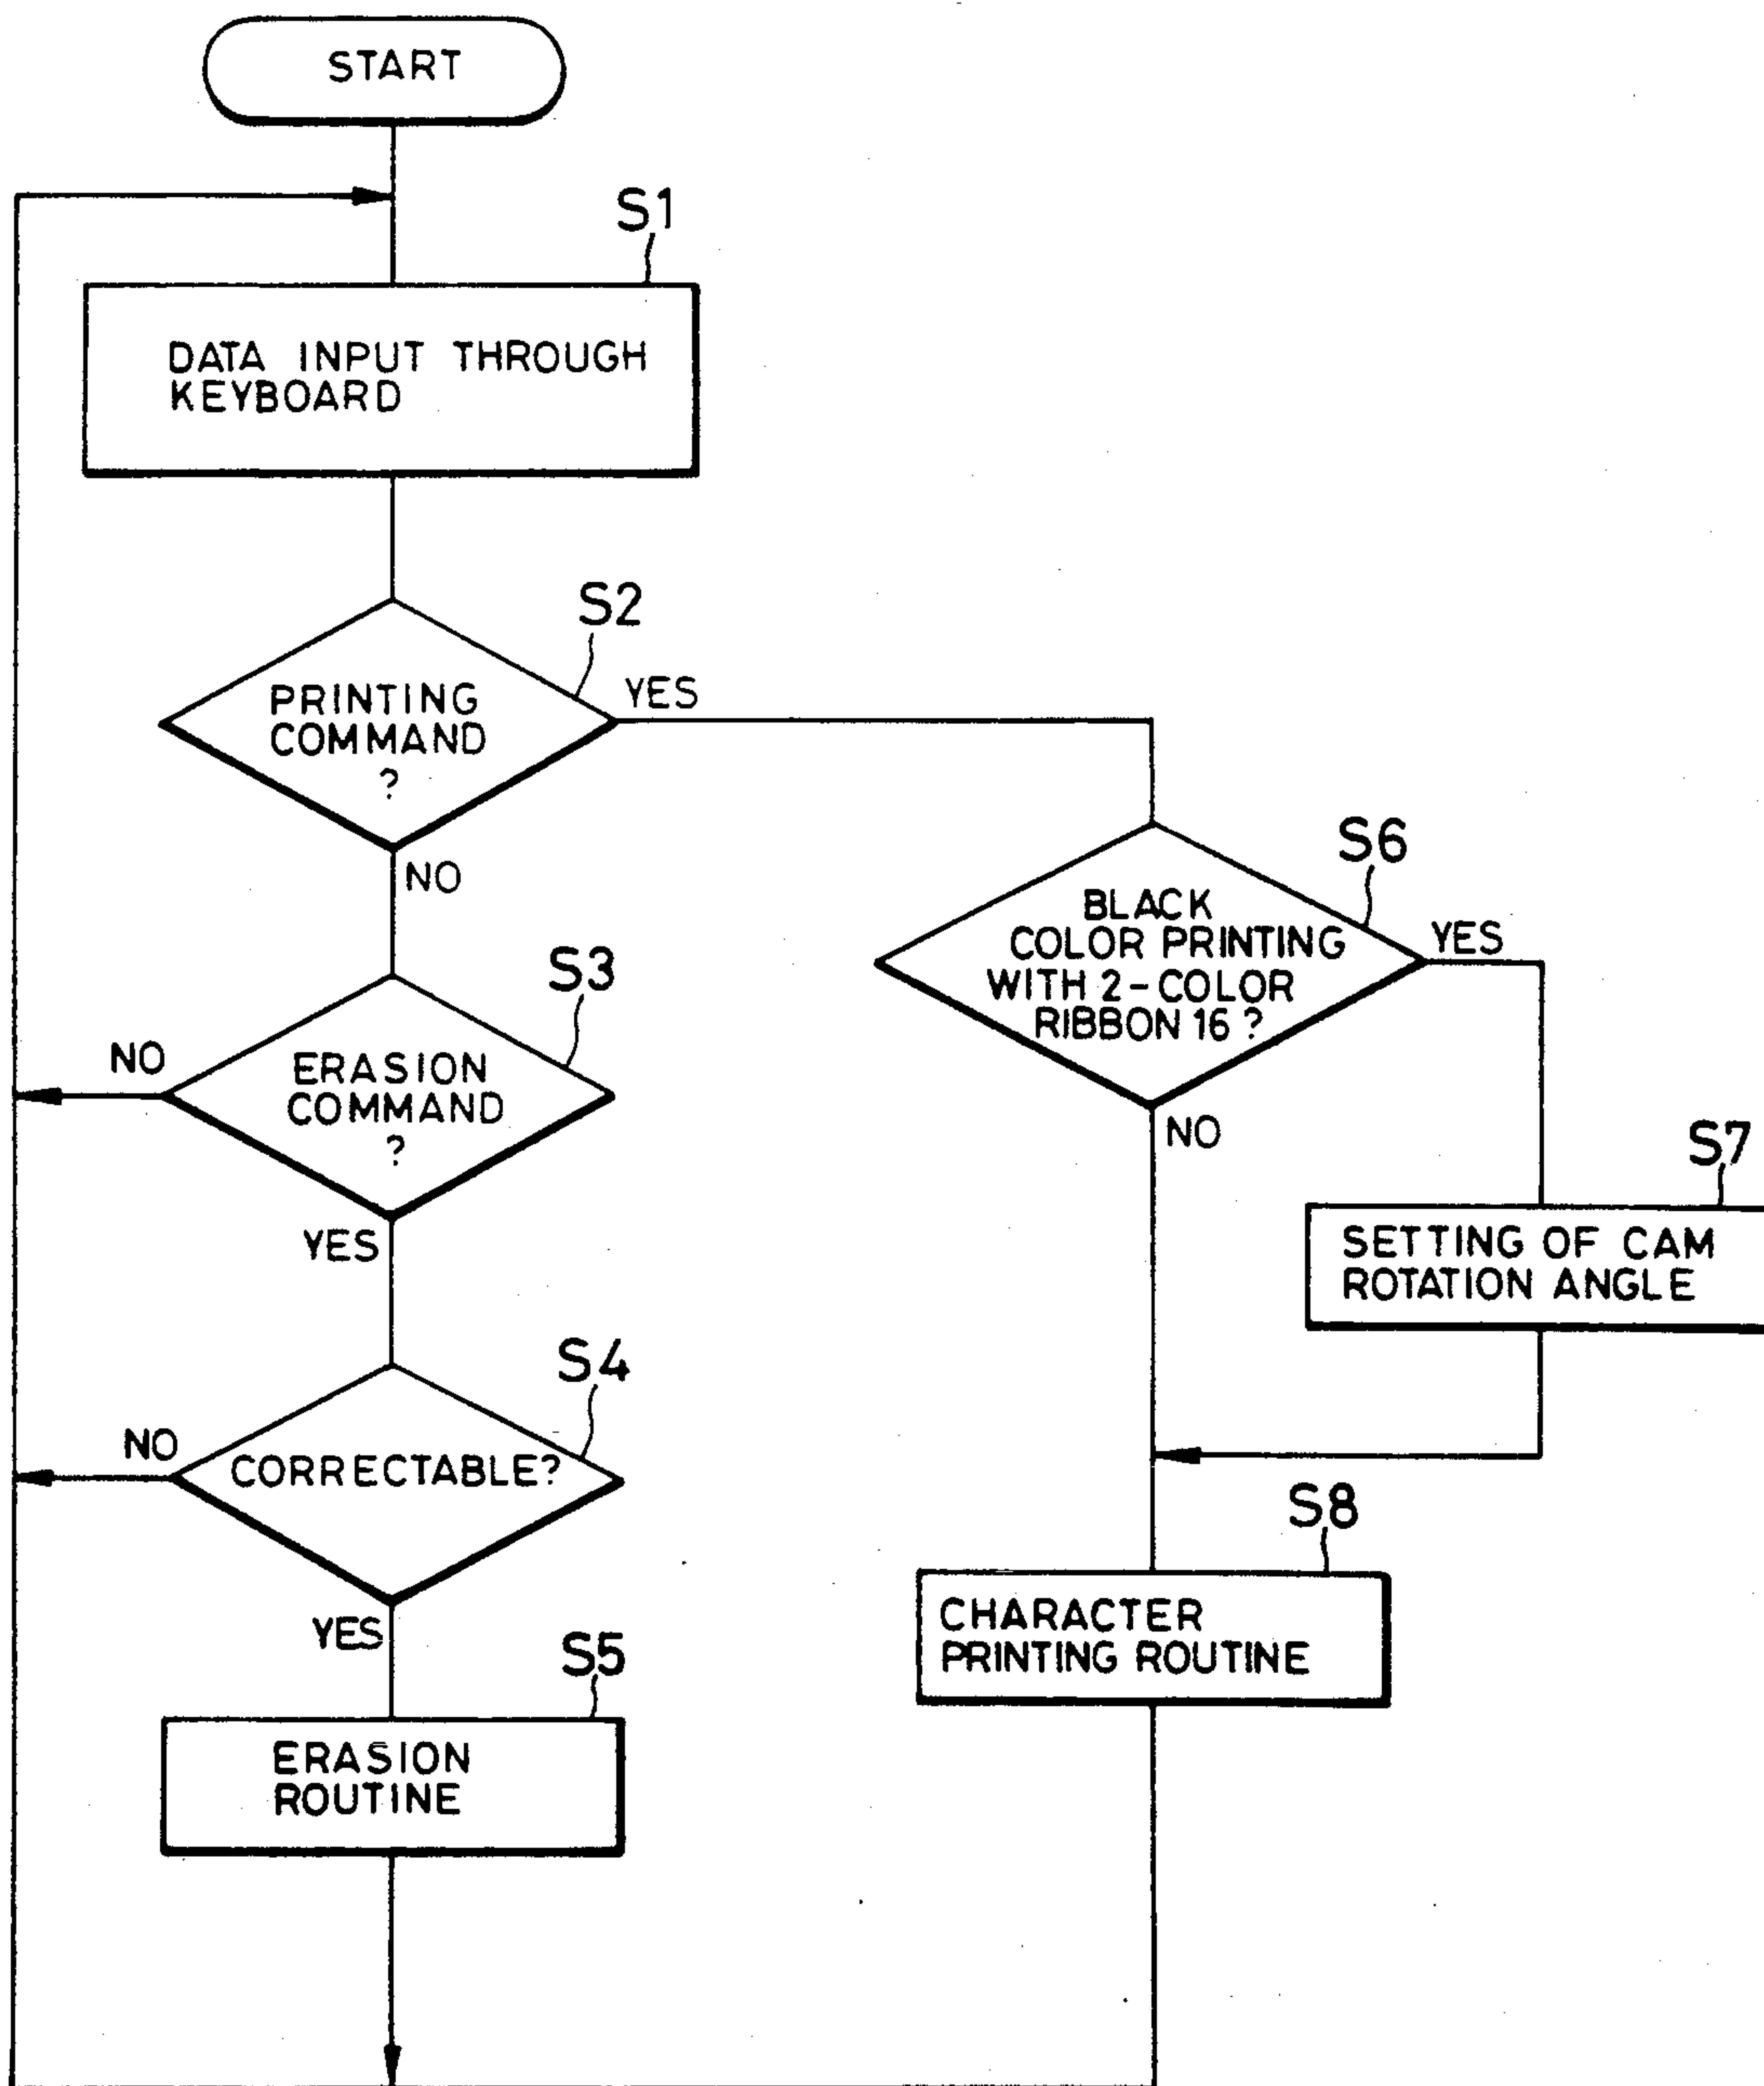 START
S1
DATA INPUT THROUGH
KEYBOARD
S2
PRINTING
COMMAND
?
YES
NO
S3
ERASION
COMMAND
?
NO
YES
S4
CORRECTABLE?
NO
YES
S5
ERASION
ROUTINE
S6
BLACK
COLOR PRINTING
WITH 2-COLOR
RIBBON 16 ?
YES
NO
S7
SETTING OF CAM
ROTATION ANGLE
S8
CHARACTER
PRINTING ROUTINE